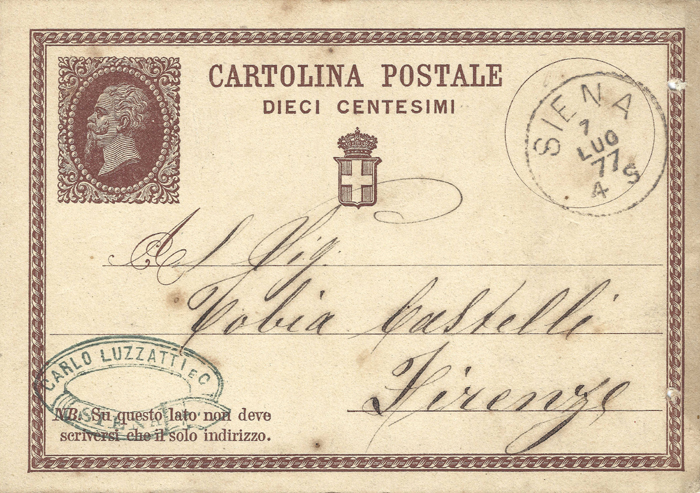 CARTOLINA POSTALE
DIECI CENTESIMI
SIENA
7
LUG
77
4 S
Al Sig.
Tobia Castelli
Firenze
CARLO LUZZATTI E C
SIENA
NB. Su questo lato non deve
scriversi che il solo indirizzo.